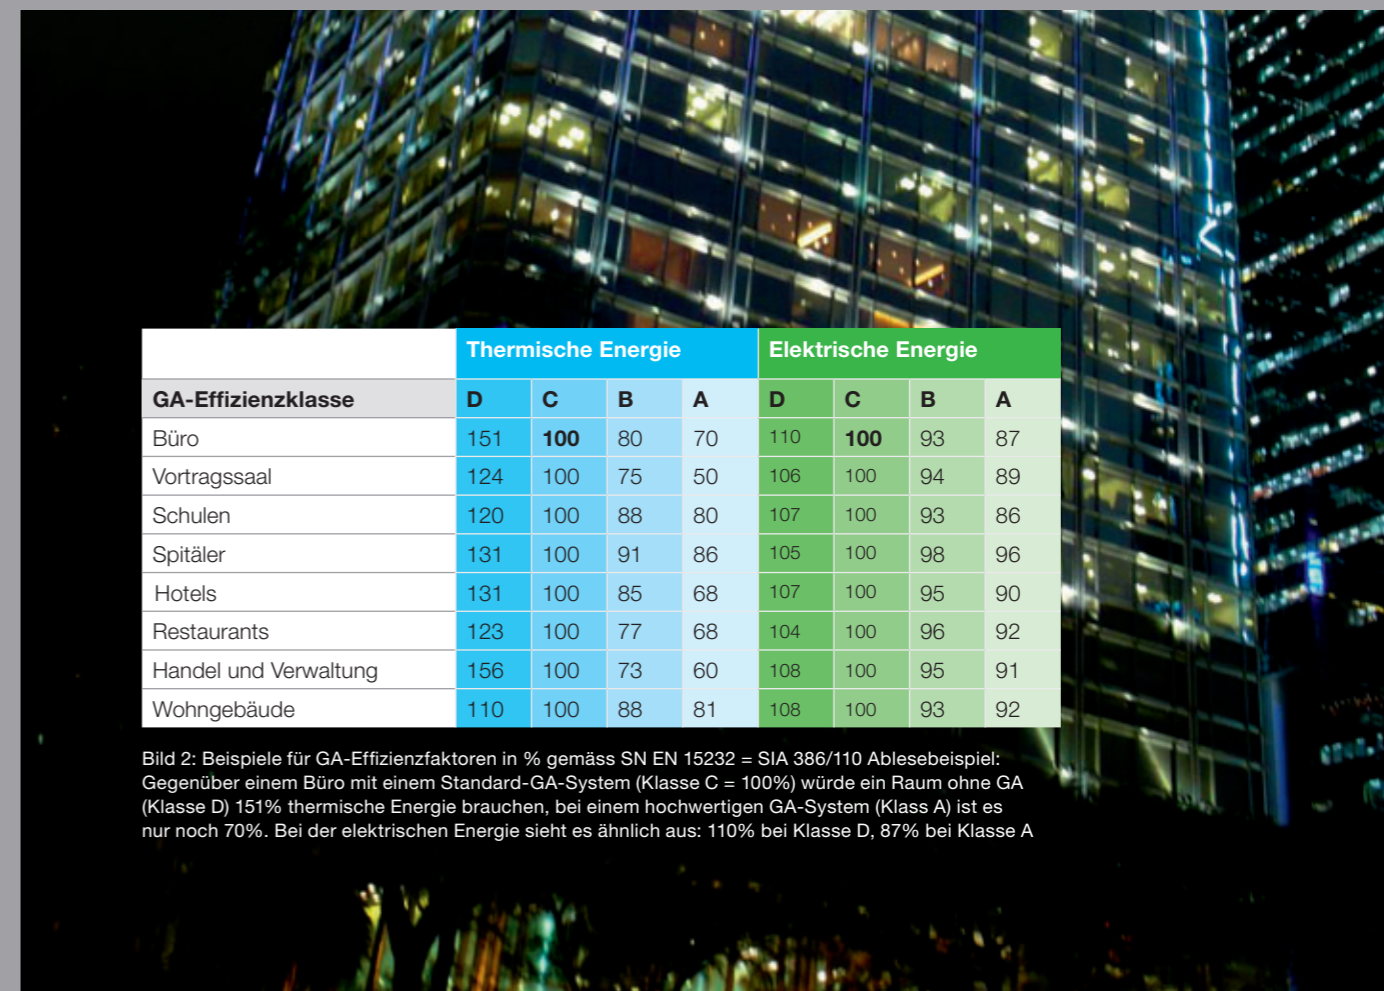 Thermische Energie Elektrische Energie
GA-Effizienzklasse D C B A D C B A
Büro 151 100 80 70 110 100 93 87
Vortragssaal 124 100 75 50 106 100 94 89
Schulen 120 100 88 80 107 100 93 86
Spitäler 131 100 91 86 105 100 98 96
Hotels 131 100 85 68 107 100 95 90
Restaurants 123 100 77 68 104 100 96 92
Handel und Verwaltung 156 100 73 60 108 100 95 91
Wohngebäude 110 100 88 81 108 100 93 92
Bild 2: Beispiele für GA-Effizienzfaktoren in % gemäss SN EN 15232 = SIA 386/110 Ablesebeispiel:
Gegenüber einem Büro mit einem Standard-GA-System (Klasse C = 100%) würde ein Raum ohne GA
(Klasse D) 151% thermische Energie brauchen, bei einem hochwertigen GA-System (Klass A) ist es
nur noch 70%. Bei der elektrischen Energie sieht es ähnlich aus: 110% bei Klasse D, 87% bei Klasse A